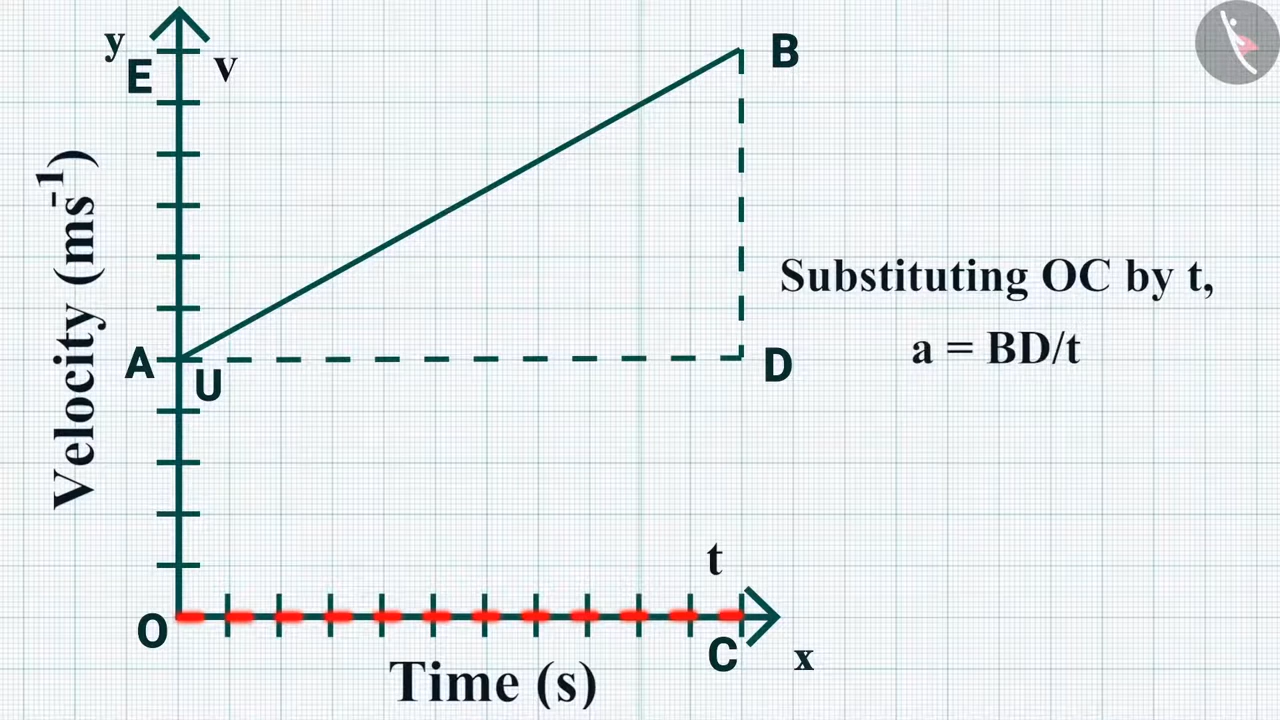 y
E
v
B
Velocity (ms⁻¹)
Substituting OC by t,
a = BD/t
A
U
D
t
O
C
x
Time (s)